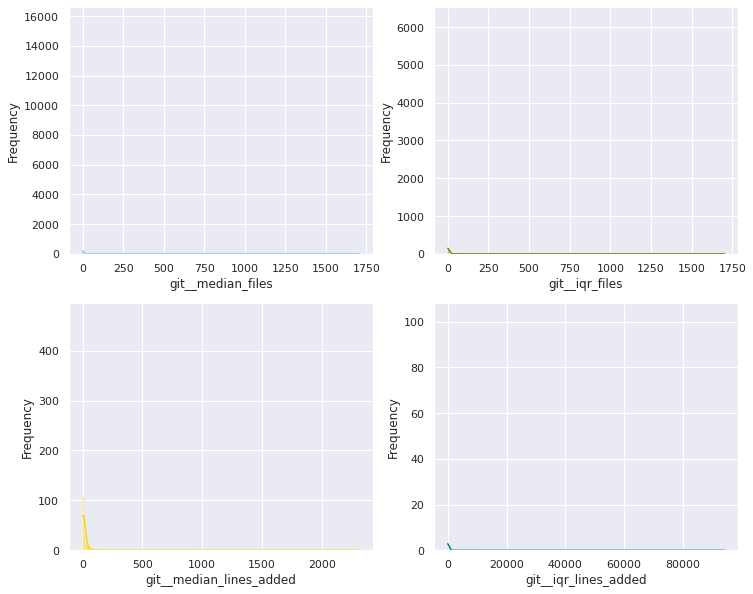 16000
14000
12000
10000
8000
6000
4000
2000
0
Frequency
0 250 500 750 1000 1250 1500 1750
git__median_files
6000
5000
4000
3000
2000
1000
0
Frequency
0 250 500 750 1000 1250 1500 1750
git__iqr_files
400
300
200
100
0
Frequency
0 500 1000 1500 2000
git__median_lines_added
100
80
60
40
20
0
Frequency
0 20000 40000 60000 80000
git__iqr_lines_added